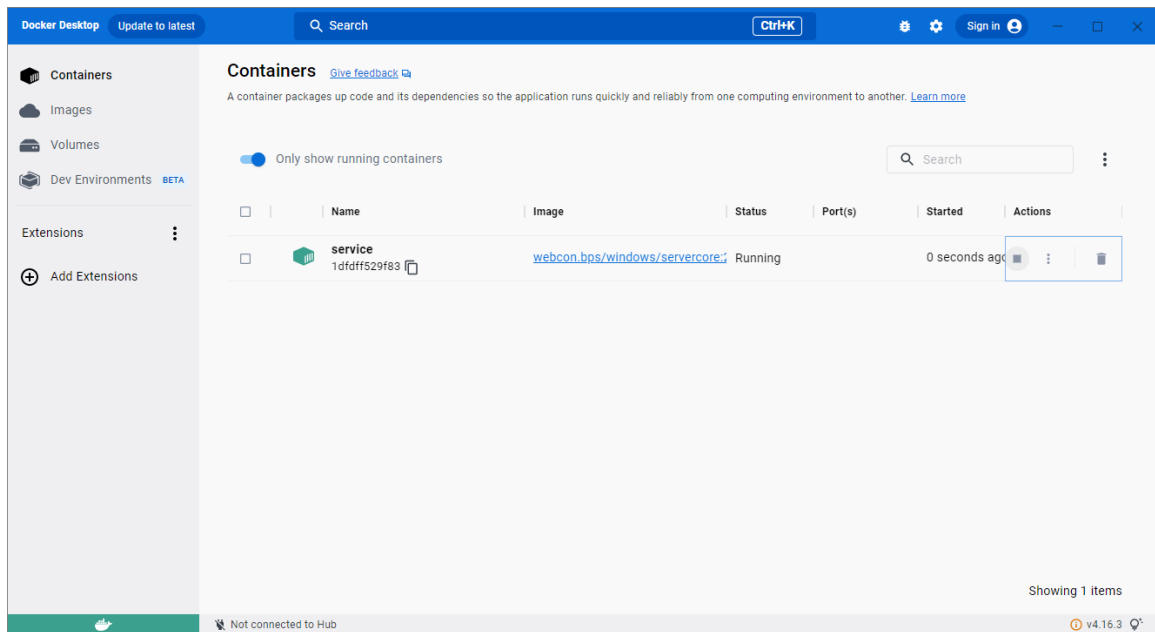 Docker Desktop Update to latest Search Ctrl+K Sign in
Containers
Images
Volumes
Dev Environments BETA
Extensions
Add Extensions
Containers Give feedback
A container packages up code and its dependencies so the application runs quickly and reliably from one computing environment to another. Learn more
Only show running containers
Search
Name Image Status Port(s) Started Actions
service
1dfdff529f83
webcon.bps/windows/servercore: Running 0 seconds ago
Showing 1 items
Not connected to Hub v4.16.3